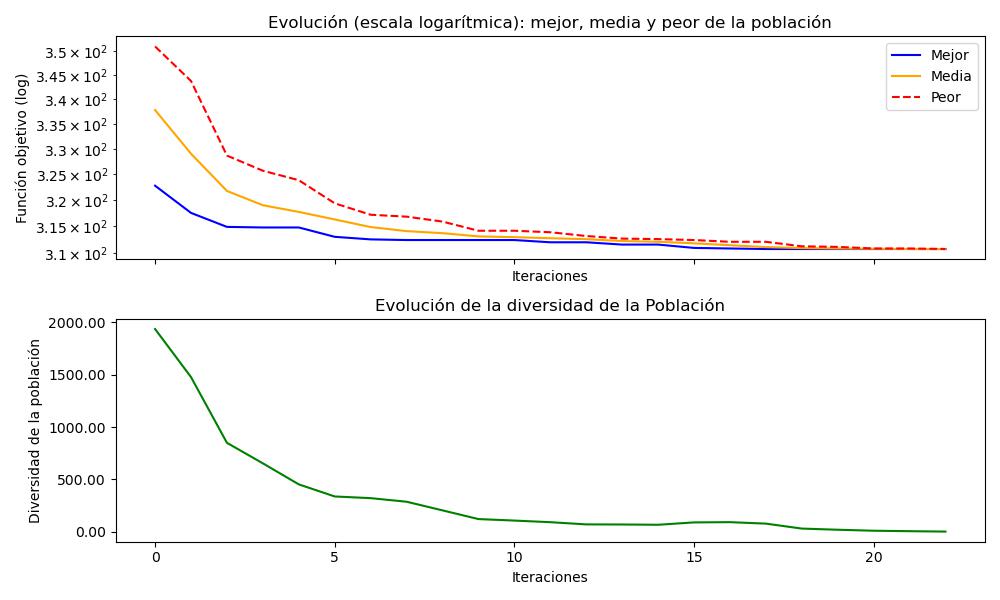 Evolución (escala logarítmica): mejor, media y peor de la población
Función objetivo (log)
3.5 × 10²
3.45 × 10²
3.4 × 10²
3.35 × 10²
3.3 × 10²
3.25 × 10²
3.2 × 10²
3.15 × 10²
3.1 × 10²
Mejor
Media
Peor
Iteraciones
Evolución de la diversidad de la Población
Diversidad de la población
2000.00
1500.00
1000.00
500.00
0.00
0 5 10 15 20
Iteraciones